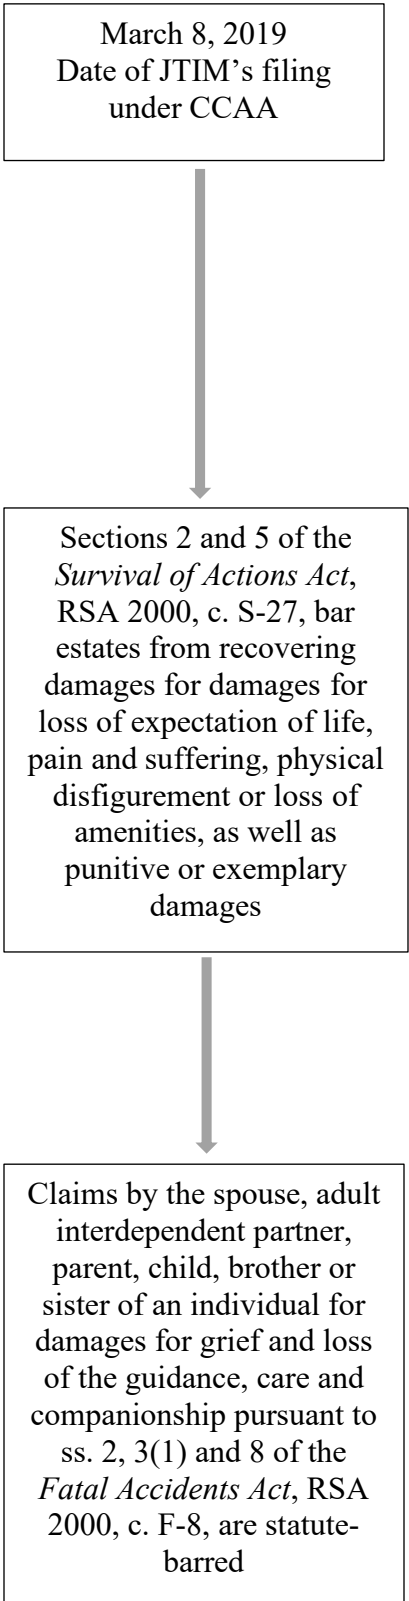 March 8, 2019
Date of JTIM’s filing
under CCAA
Sections 2 and 5 of the
Survival of Actions Act,
RSA 2000, c. S-27, bar
estates from recovering
damages for damages for
loss of expectation of life,
pain and suffering, physical
disfigurement or loss of
amenities, as well as
punitive or exemplary
damages
Claims by the spouse, adult
interdependent partner,
parent, child, brother or
sister of an individual for
damages for grief and loss
of the guidance, care and
companionship pursuant to
ss. 2, 3(1) and 8 of the
Fatal Accidents Act, RSA
2000, c. F-8, are statute-
barred